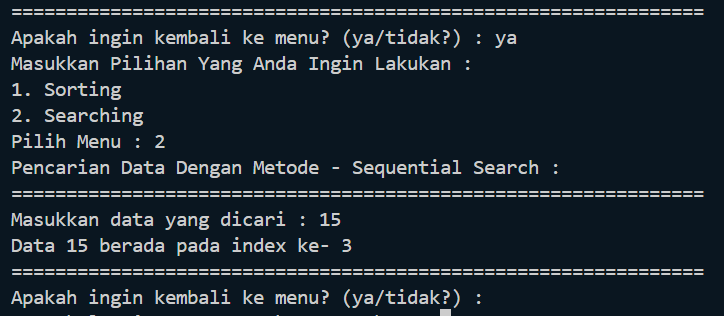 ===============================================================
Apakah ingin kembali ke menu? (ya/tidak?) : ya
Masukkan Pilihan Yang Anda Ingin Lakukan :
1. Sorting
2. Searching
Pilih Menu : 2
Pencarian Data Dengan Metode - Sequential Search :
===============================================================
Masukkan data yang dicari : 15
Data 15 berada pada index ke- 3
===============================================================
Apakah ingin kembali ke menu? (ya/tidak?) :